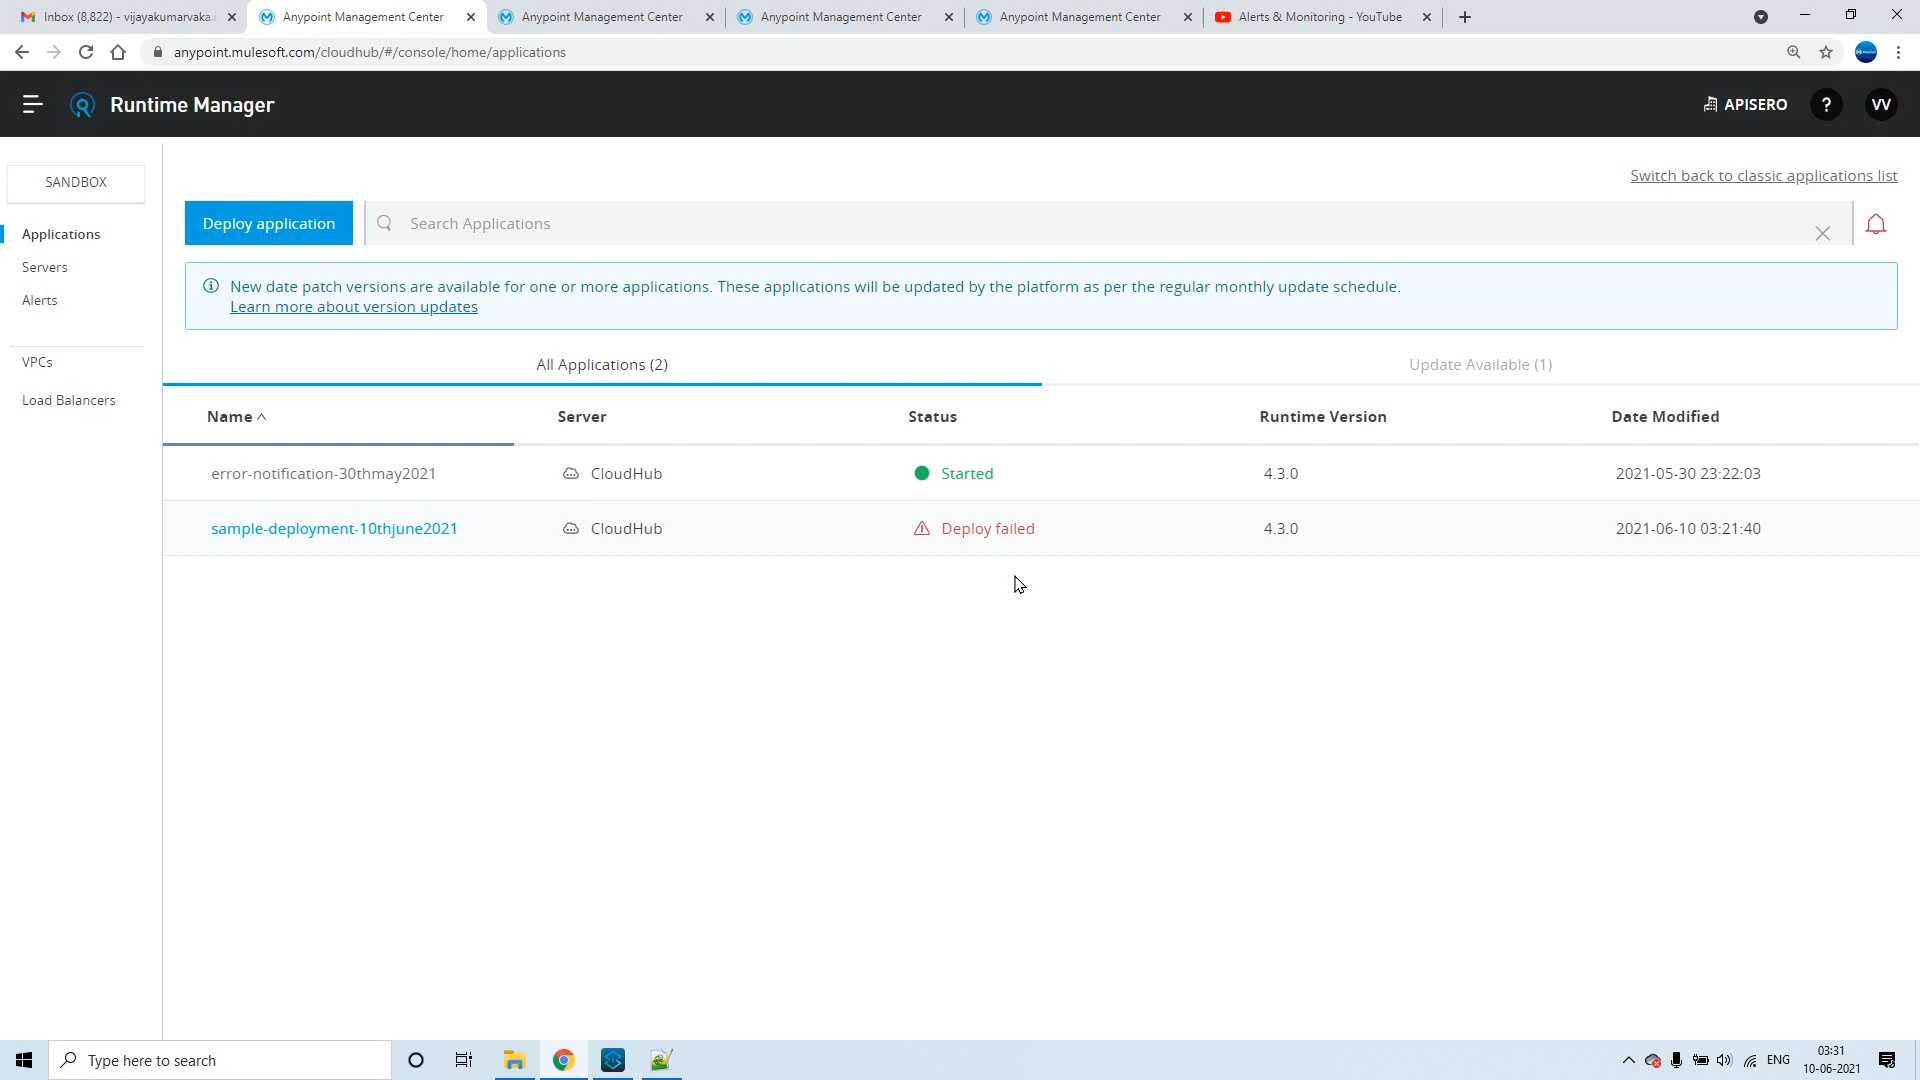 Inbox (8,822) - vijayakumarvaka.i
Anypoint Management Center
Anypoint Management Center
Anypoint Management Center
Anypoint Management Center
Alerts & Monitoring - YouTube
anypoint.mulesoft.com/cloudhub/#/console/home/applications
Runtime Manager
APISERO
?
VV
SANDBOX
Applications
Servers
Alerts
VPCs
Load Balancers
Switch back to classic applications list
Deploy application
Search Applications
New date patch versions are available for one or more applications. These applications will be updated by the platform as per the regular monthly update schedule.
Learn more about version updates
All Applications (2)
Update Available (1)
Name Server Status Runtime Version Date Modified
error-notification-30thmay2021 CloudHub Started 4.3.0 2021-05-30 23:22:03
sample-deployment-10thjune2021 CloudHub Deploy failed 4.3.0 2021-06-10 03:21:40
Type here to search
ENG
03:31
10-06-2021